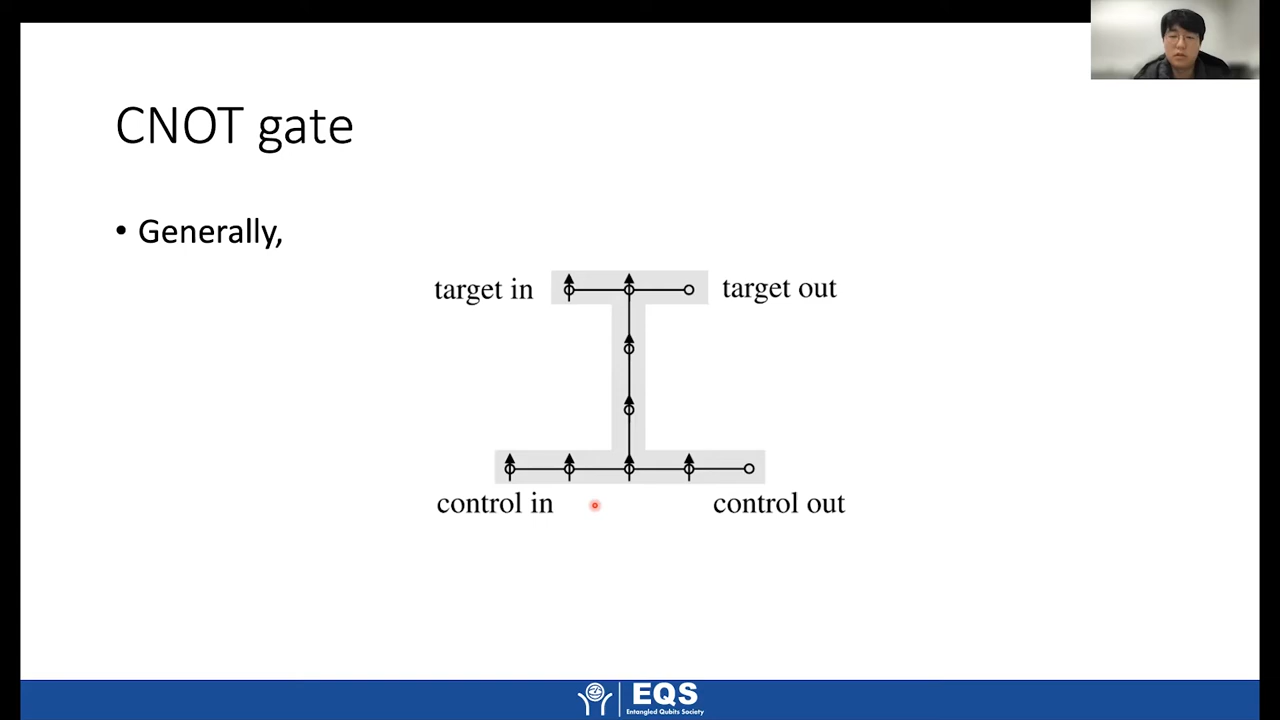 CNOT gate
• Generally,
target in
target out
control in
control out
EQS
Entangled Qubits Society